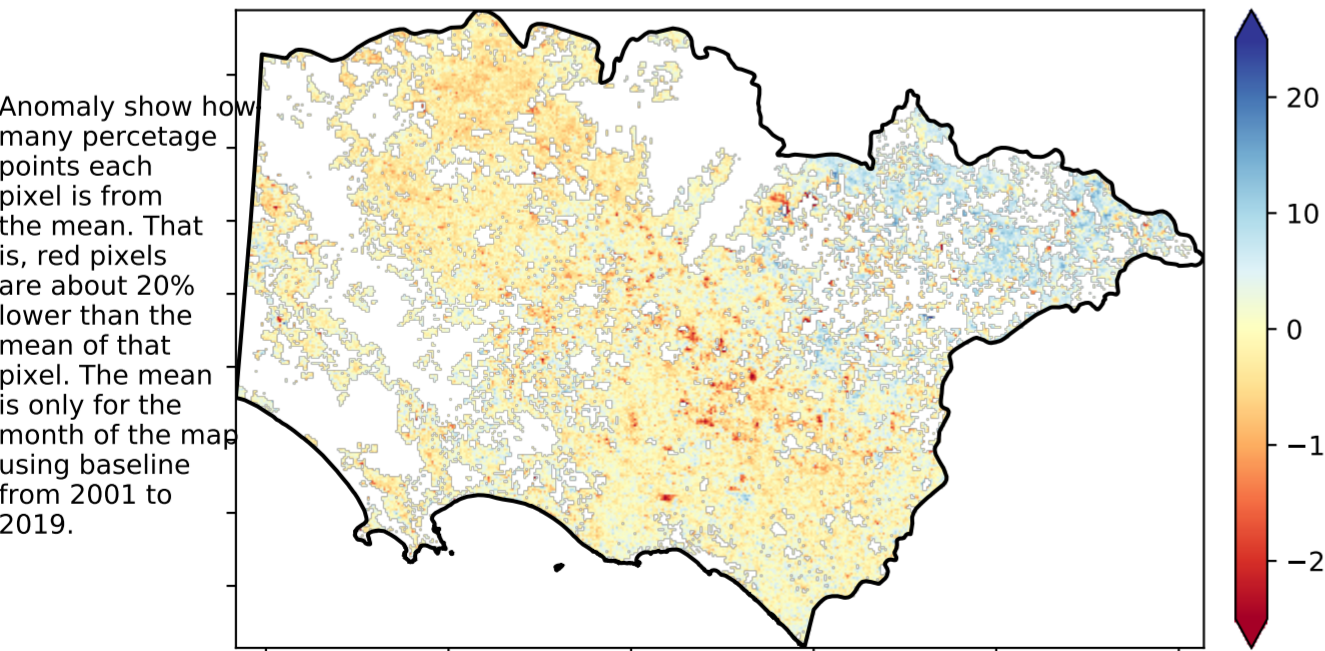 Anomaly show how
many percetage
points each
pixel is from
the mean. That
is, red pixels
are about 20%
lower than the
mean of that
pixel. The mean
is only for the
month of the map
using baseline
from 2001 to
2019.
20
10
0
−1
−2